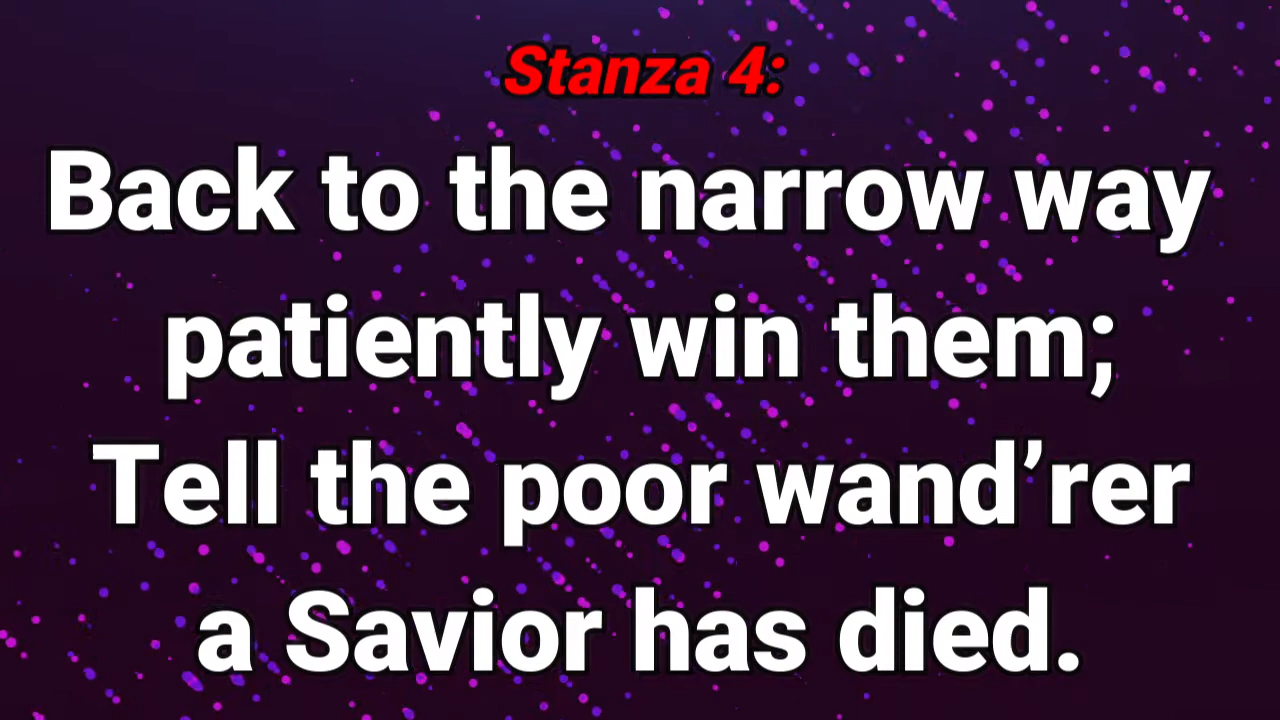 Stanza 4:
Back to the narrow way
patiently win them;
Tell the poor wand’rer
a Savior has died.